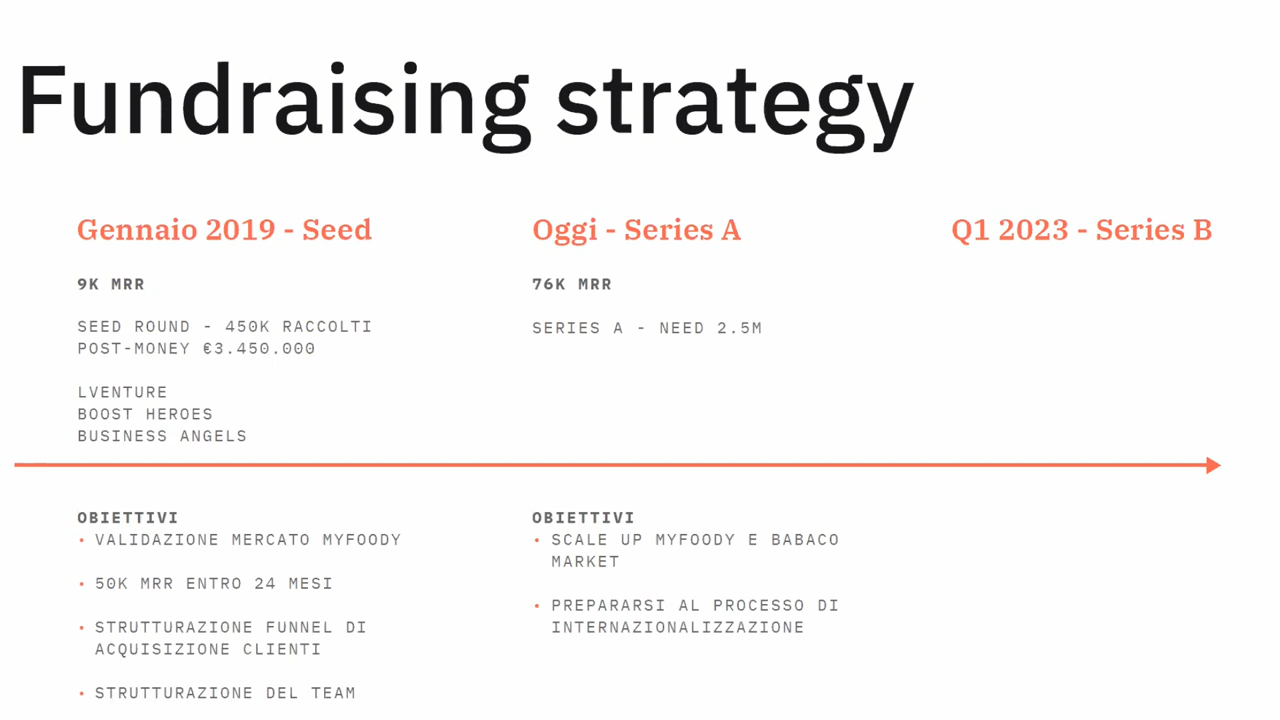 Fundraising strategy
Gennaio 2019 - Seed
9K MRR
SEED ROUND - 450K RACCOLTI
POST-MONEY €3.450.000
LVENTURE
BOOST HEROES
BUSINESS ANGELS
OBIETTIVI
• VALIDAZIONE MERCATO MYFOODY
• 50K MRR ENTRO 24 MESI
• STRUTTURAZIONE FUNNEL DI
ACQUISIZIONE CLIENTI
• STRUTTURAZIONE DEL TEAM
Oggi - Series A
76K MRR
SERIES A - NEED 2.5M
OBIETTIVI
• SCALE UP MYFOODY E BABACO
MARKET
• PREPARARSI AL PROCESSO DI
INTERNAZIONALIZZAZIONE
Q1 2023 - Series B